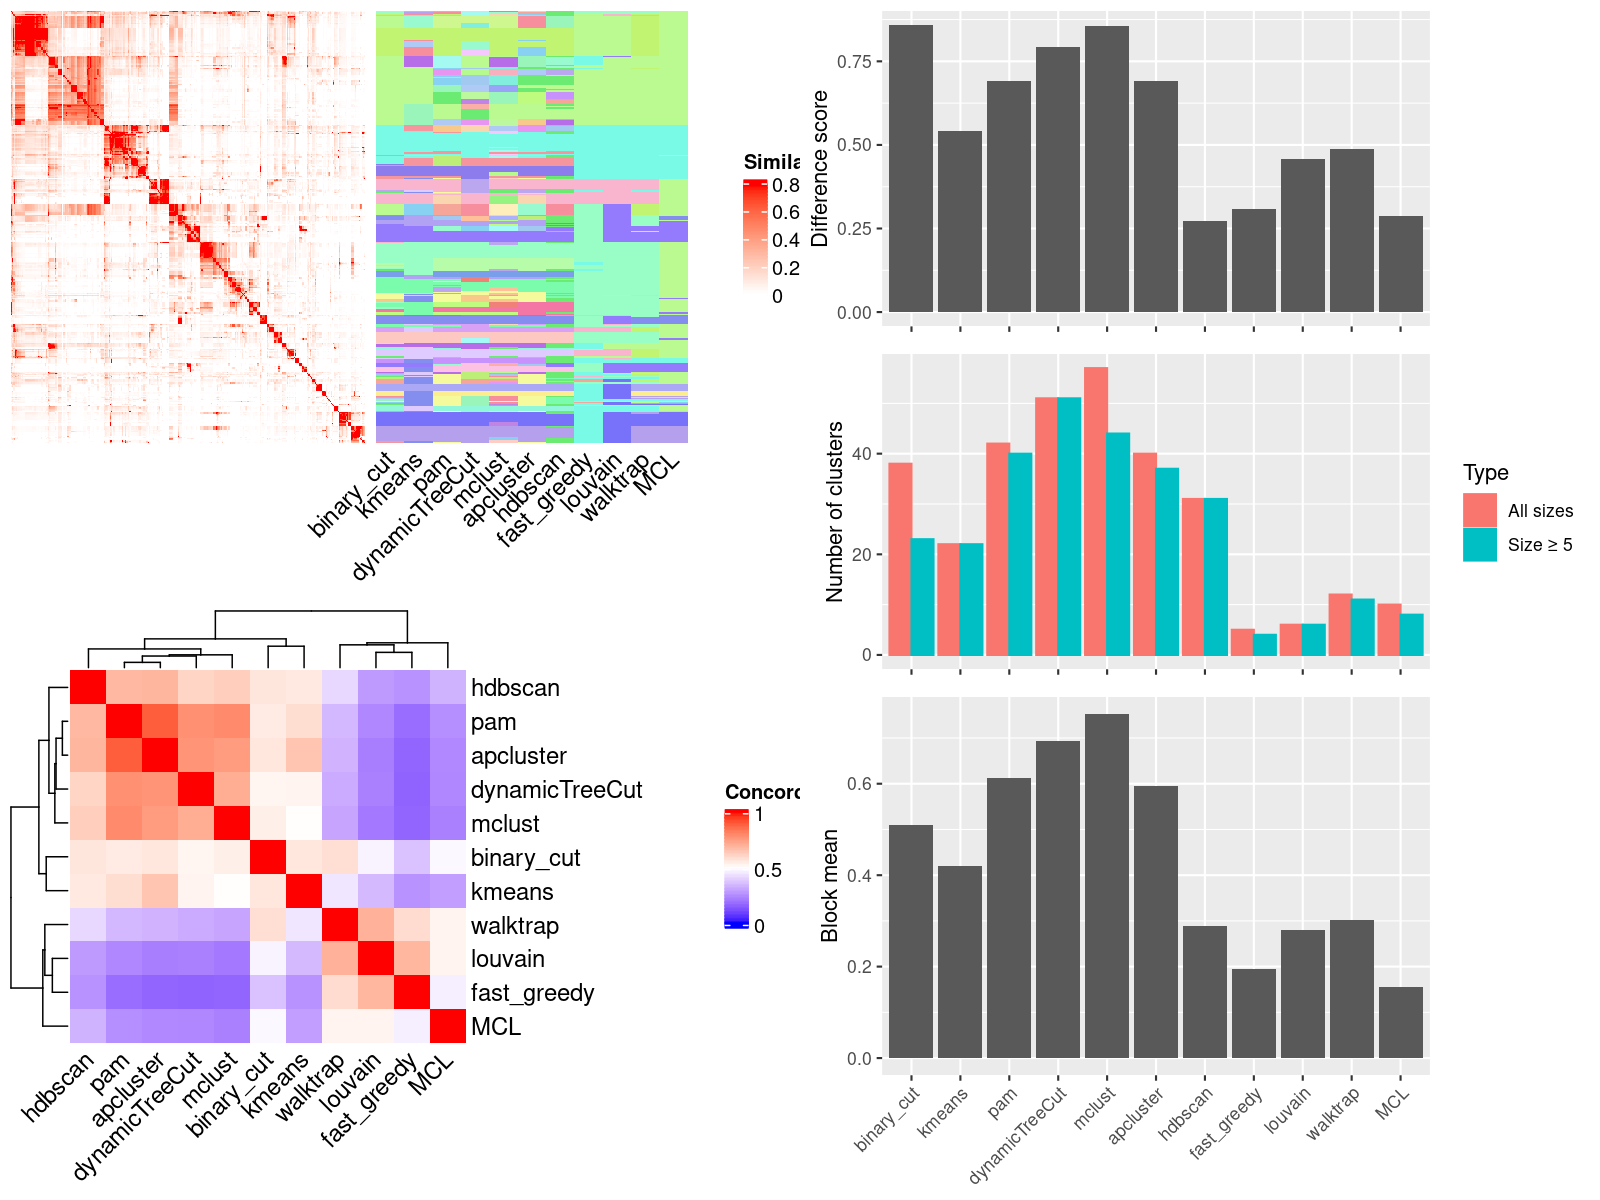 Simila
0.8
0.6
0.4
0.2
0
binary_cut
kmeans
pam
dynamicTreeCut
mclust
apcluster
hdbscan
fast_greedy
louvain
walktrap
MCL
Difference score
0.75
0.50
0.25
0.00
Number of clusters
40
20
0
Type
All sizes
Size ≥ 5
hdbscan
pam
apcluster
dynamicTreeCut
mclust
binary_cut
kmeans
walktrap
louvain
fast_greedy
MCL
hdbscan
pam
apcluster
dynamicTreeCut
mclust
binary_cut
kmeans
walktrap
louvain
fast_greedy
MCL
Concord
1
0.5
0
Block mean
0.6
0.4
0.2
0.0
binary_cut
kmeans
pam
dynamicTreeCut
mclust
apcluster
hdbscan
fast_greedy
louvain
walktrap
MCL